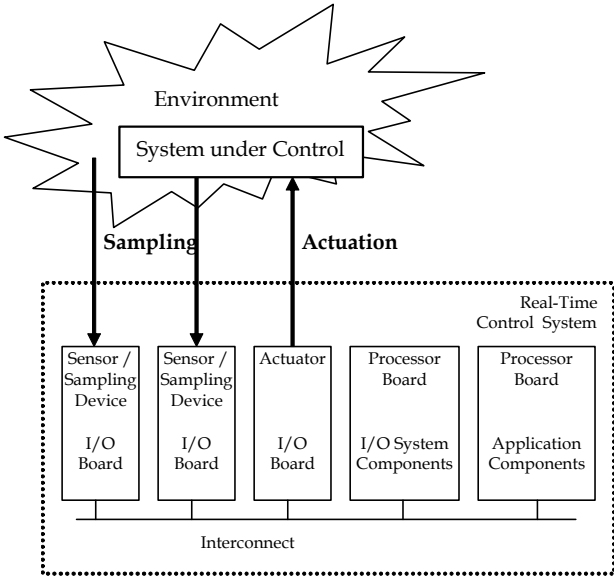 Environment
System under Control
Sampling
Actuation
Real-Time
Control System
Sensor /
Sampling
Device
I/O
Board
Sensor /
Sampling
Device
I/O
Board
Actuator
I/O
Board
Processor
Board
I/O System
Components
Processor
Board
Application
Components
Interconnect